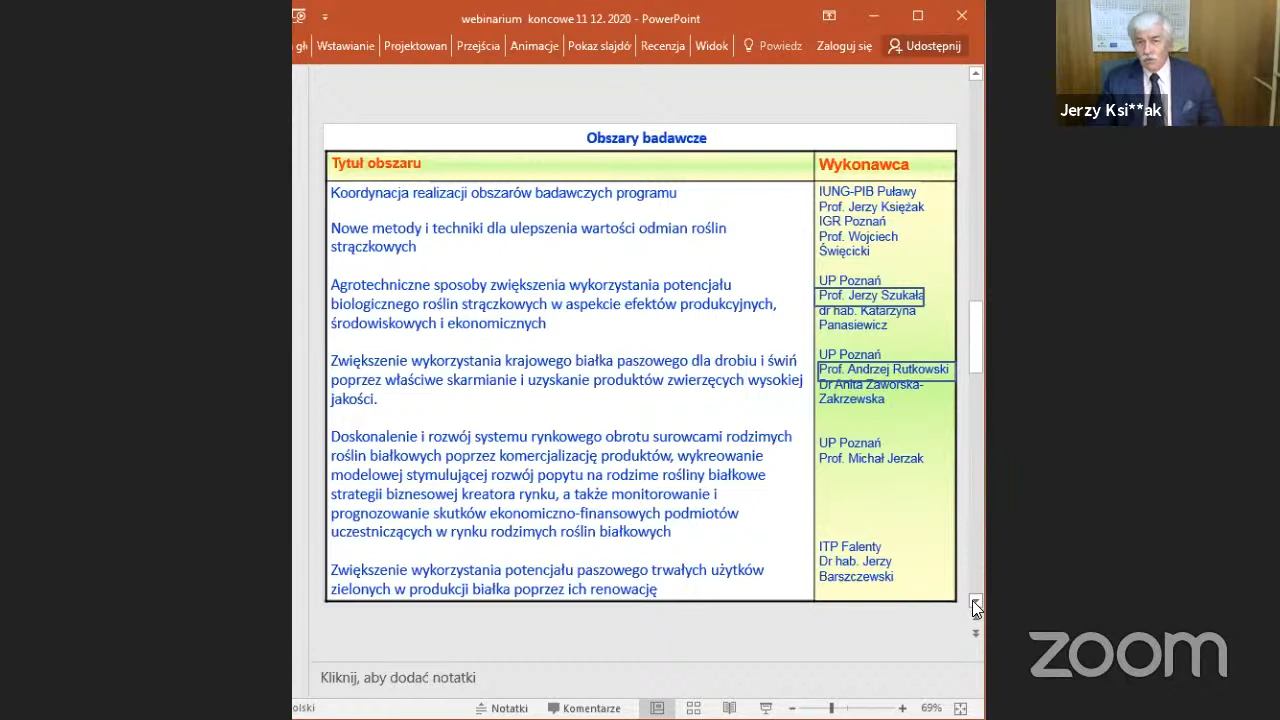 webinarium koncowe 11 12. 2020 - PowerPoint
Wstawianie Projektowan Przejścia Animacje Pokaz slajdó Recenzja Widok Powiedz Zaloguj się Udostępnij
Jerzy Ksi**ak
Obszary badawcze
Tytuł obszaru
Wykonawca
Koordynacja realizacji obszarów badawczych programu
IUNG-PIB Puławy
Prof. Jerzy Księżak
Nowe metody i techniki dla ulepszenia wartości odmian roślin
strączkowych
IGR Poznań
Prof. Wojciech
Święcicki
Agrotechniczne sposoby zwiększenia wykorzystania potencjału
biologicznego roślin strączkowych w aspekcie efektów produkcyjnych,
środowiskowych i ekonomicznych
UP Poznań
Prof. Jerzy Szukała
dr hab. Katarzyna
Panasiewicz
Zwiększenie wykorzystania krajowego białka paszowego dla drobiu i świń
poprzez właściwe skarmianie i uzyskanie produktów zwierzęcych wysokiej
jakości.
UP Poznań
Prof. Andrzej Rutkowski
Dr Anita Zaworska-
Zakrzewska
Doskonalenie i rozwój systemu rynkowego obrotu surowcami rodzimych
roślin białkowych poprzez komercjalizację produktów, wykreowanie
modelowej stymulującej rozwój popytu na rodzime rośliny białkowe
strategii biznesowej kreatora rynku, a także monitorowanie i
prognozowanie skutków ekonomiczno-finansowych podmiotów
uczestniczących w rynku rodzimych roślin białkowych
UP Poznań
Prof. Michał Jerzak
Zwiększenie wykorzystania potencjału paszowego trwałych użytków
zielonych w produkcji białka poprzez ich renowację
ITP Falenty
Dr hab. Jerzy
Barszczewski
Kliknij, aby dodać notatki
olski Notatki Komentarze 69%
zoom